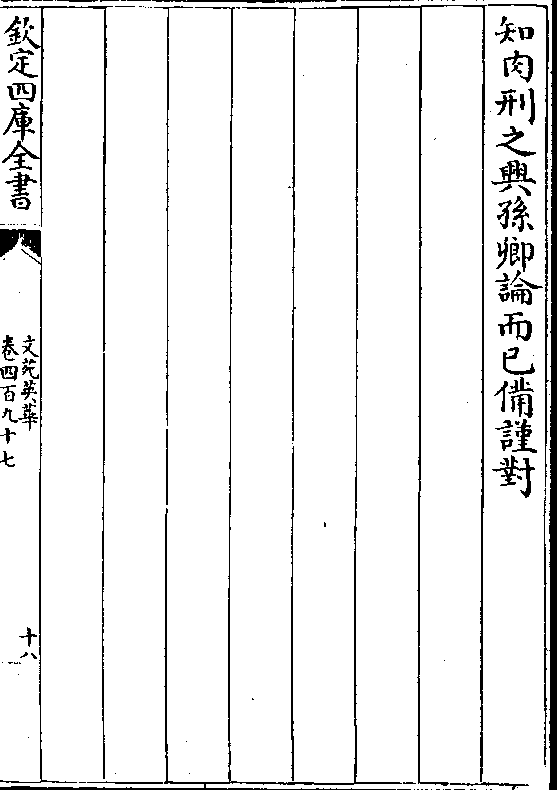 知肉刑之興孫卿論而已備謹對
欽定四庫全書
文苑英華
卷四百九十七
十八